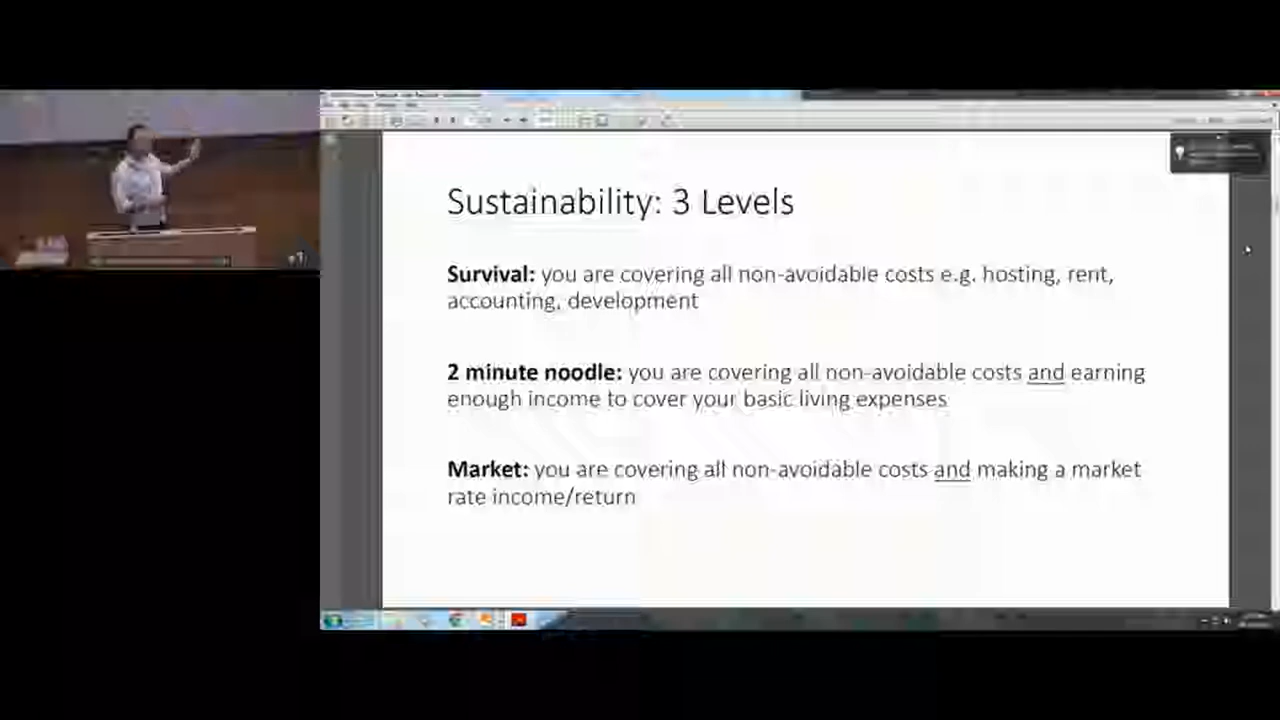 Sustainability: 3 Levels
Survival: you are covering all non-avoidable costs e.g. hosting, rent,
accounting, development
2 minute noodle: you are covering all non-avoidable costs and earning
enough income to cover your basic living expenses
Market: you are covering all non-avoidable costs and making a market
rate income/return